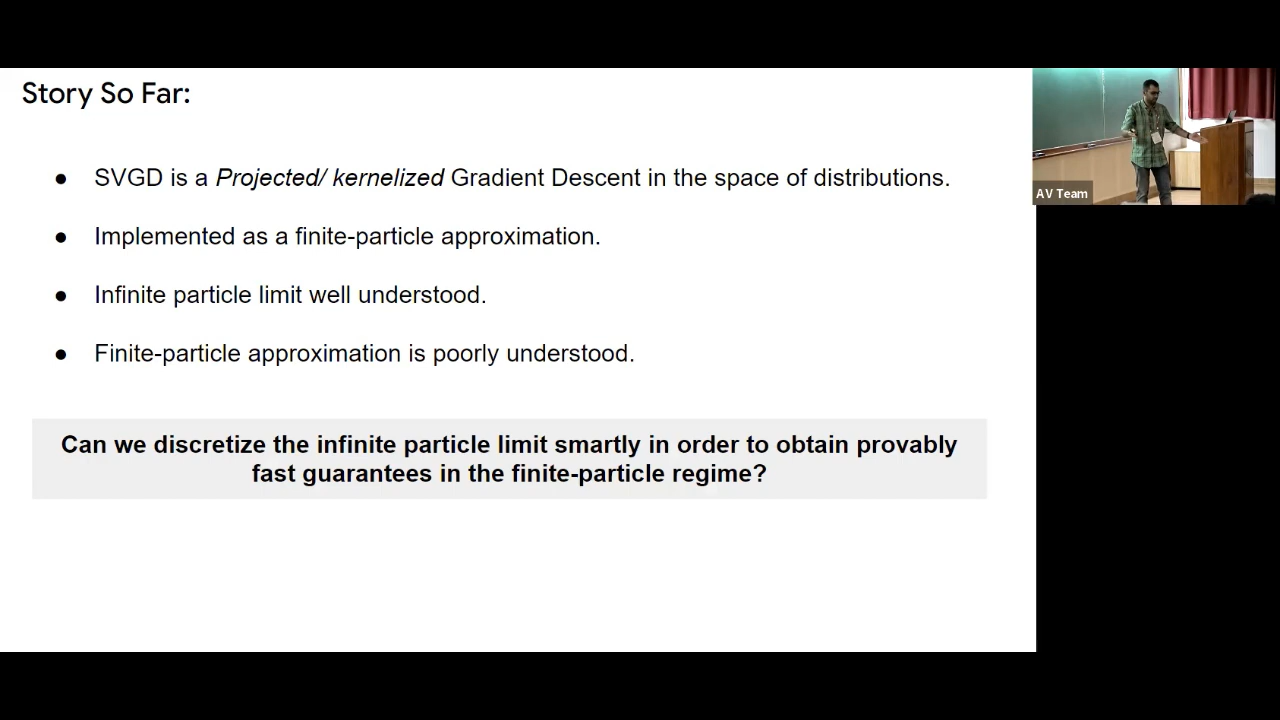 Story So Far:
● SVGD is a Projected/ kernelized Gradient Descent in the space of distributions.
● Implemented as a finite-particle approximation.
● Infinite particle limit well understood.
● Finite-particle approximation is poorly understood.
Can we discretize the infinite particle limit smartly in order to obtain provably
fast guarantees in the finite-particle regime?
AV Team